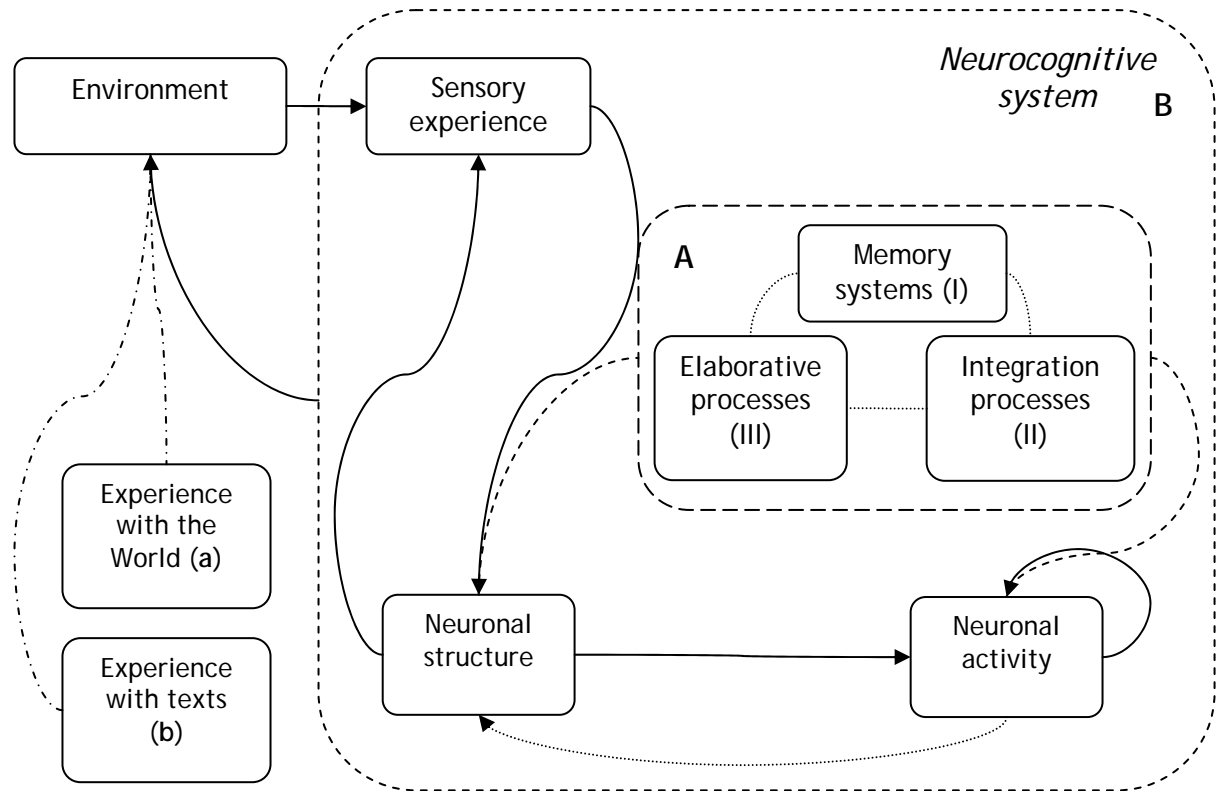 Neurocognitive
system
B
Environment
Sensory
experience
A
Memory
systems (I)
Elaborative
processes
(III)
Integration
processes
(II)
Experience
with the
World (a)
Neuronal
structure
Neuronal
activity
Experience
with texts
(b)